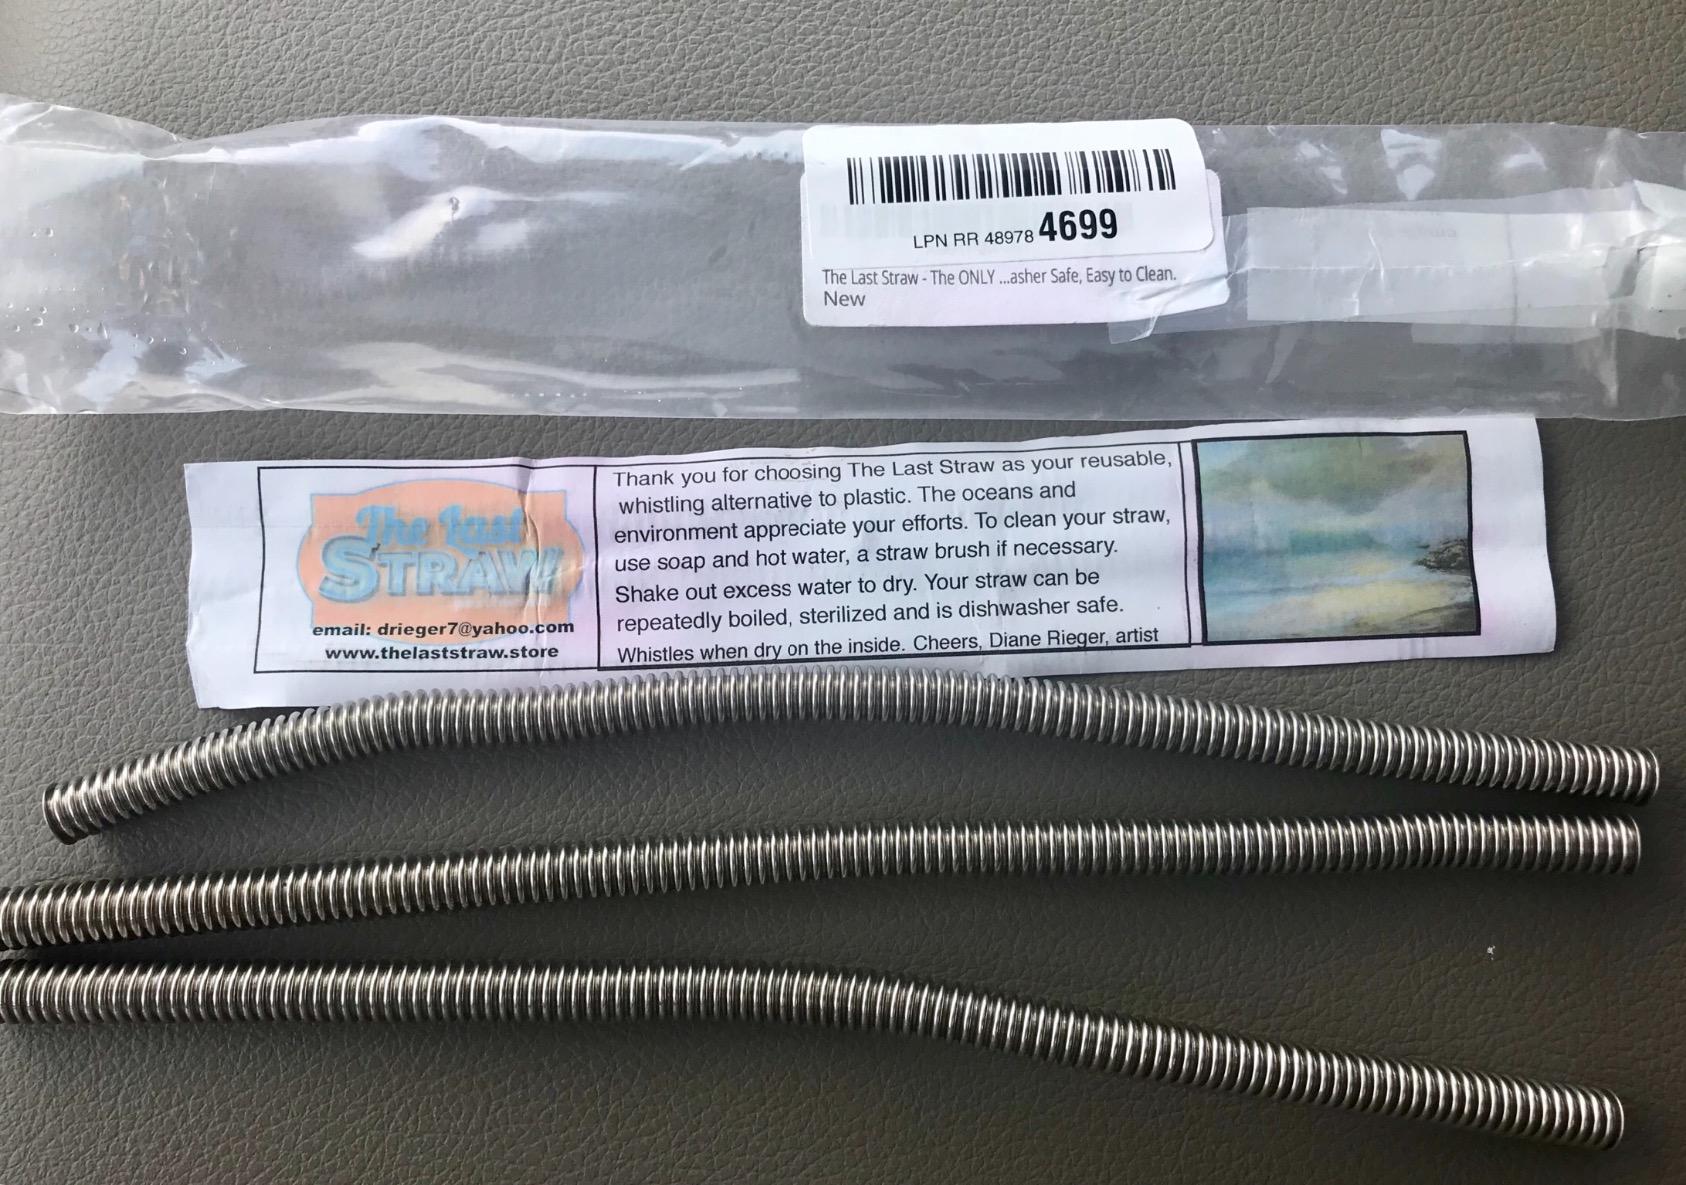 LPN RR 48978 4699
The Last Straw - The ONLY ...asher Safe, Easy to Clean.
New
The Last
STRAW
email: drieger7@yahoo.com
www.thelaststraw.store
Thank you for choosing The Last Straw as your reusable,
whistling alternative to plastic. The oceans and
environment appreciate your efforts. To clean your straw,
use soap and hot water, a straw brush if necessary.
Shake out excess water to dry. Your straw can be
repeatedly boiled, sterilized and is dishwasher safe.
Whistles when dry on the inside. Cheers, Diane Rieger, artist